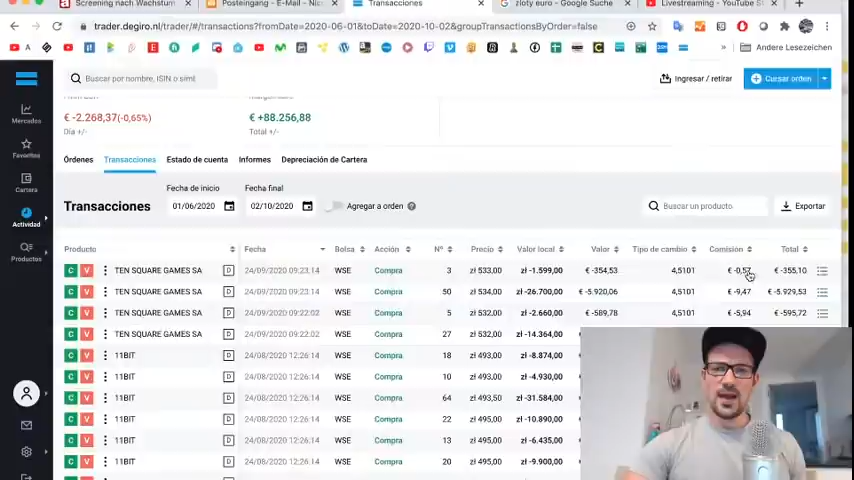 Screening nach Wachstum
Posteingang - E-Mail - Nic
Transacciones
zloty euro - Google Suche
Livestreaming - YouTube S
trader.degiro.nl/trader/#/transactions?fromDate=2020-06-01&toDate=2020-10-02&groupTransactionsByOrder=false
Andere Lesezeichen
Buscar por nombre, ISIN o símbo
Ingresar / retirar
Cursar orden
€ -2.268,37(-0,65%)
€ +88.256,88
Día +/-
Total +/-
Mercados
Favoritos
Cartera
Actividad
Productos
Órdenes Transacciones Estado de cuenta Informes Depreciación de Cartera
Transacciones
Fecha de inicio
01/06/2020
Fecha final
02/10/2020
Agregar a orden
Buscar un producto
Exportar
Producto Fecha Bolsa Acción Nº Precio Valor local Valor Tipo de cambio Comisión Total
C V TEN SQUARE GAMES SA D 24/09/2020 09:23:14 WSE Compra 3 zł 533,00 zł -1.599,00 € -354,53 4,5101 € -0,57 € -355,10
C V TEN SQUARE GAMES SA D 24/09/2020 09:23:14 WSE Compra 50 zł 534,00 zł -26.700,00 € -5.920,06 4,5101 € -9,47 € -5.929,53
C V TEN SQUARE GAMES SA D 24/09/2020 09:22:02 WSE Compra 5 zł 532,00 zł -2.660,00 € -589,78 4,5101 € -5,94 € -595,72
C V TEN SQUARE GAMES SA D 24/09/2020 09:22:02 WSE Compra 27 zł 532,00 zł -14.364,00
C V 11BIT D 24/08/2020 12:26:14 WSE Compra 18 zł 493,00 zł -8.874,00
C V 11BIT D 24/08/2020 12:26:14 WSE Compra 10 zł 493,00 zł -4.930,00
C V 11BIT D 24/08/2020 12:26:14 WSE Compra 64 zł 493,50 zł -31.584,00
C V 11BIT D 24/08/2020 12:26:14 WSE Compra 22 zł 495,00 zł -10.890,00
C V 11BIT D 24/08/2020 12:26:14 WSE Compra 13 zł 495,00 zł -6.435,00
C V 11BIT D 24/08/2020 12:26:14 WSE Compra 20 zł 495,00 zł -9.900,00